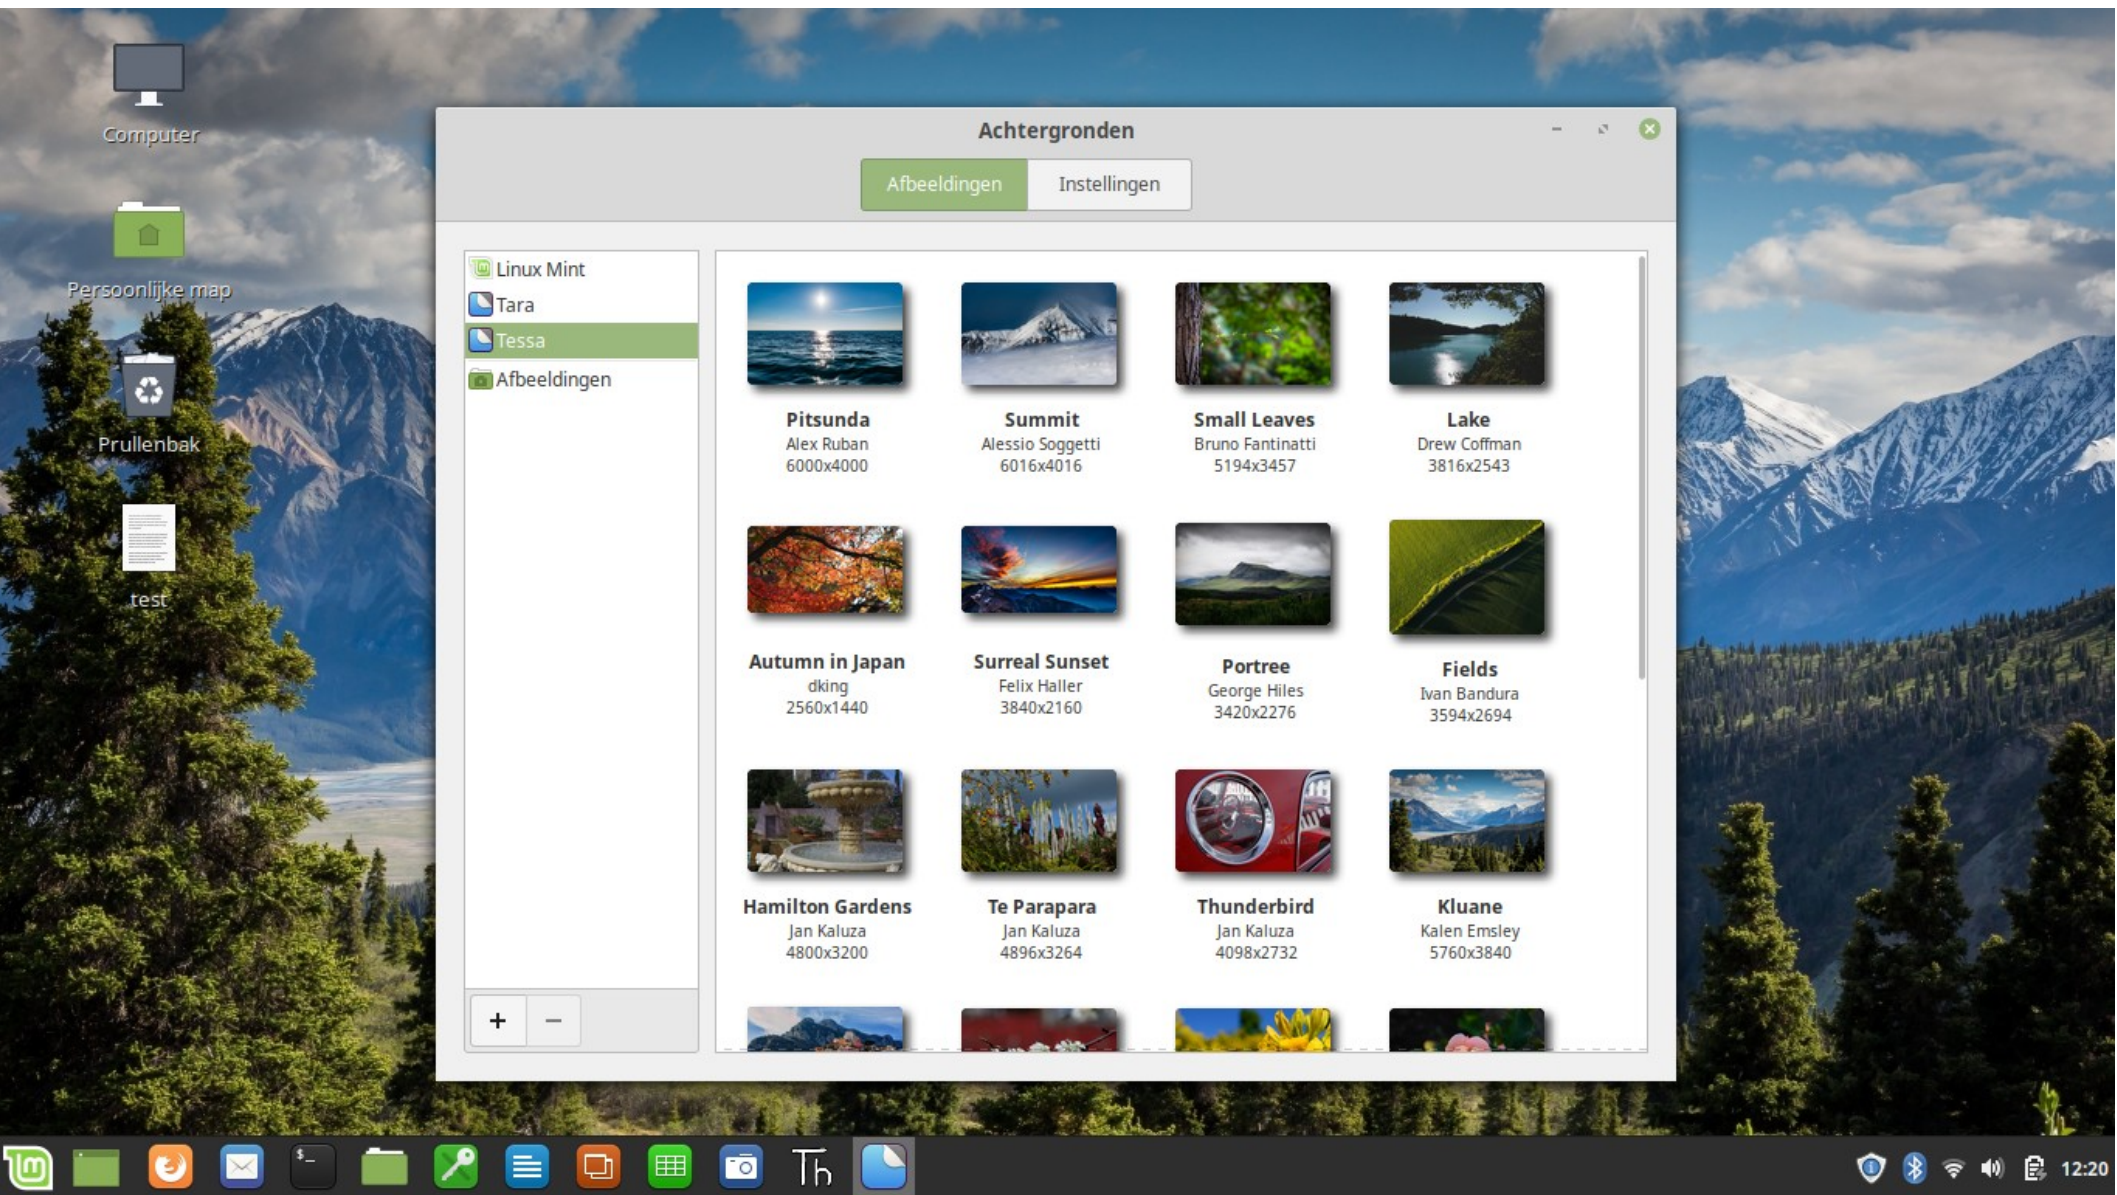 Computer
Persoonlijke map
Prullenbak
test
Achtergronden
Afbeeldingen
Instellingen
Linux Mint
Tara
Tessa
Afbeeldingen
+
−
Pitsunda
Alex Ruban
6000x4000
Summit
Alessio Soggetti
6016x4016
Small Leaves
Bruno Fantinatti
5194x3457
Lake
Drew Coffman
3816x2543
Autumn in Japan
dking
2560x1440
Surreal Sunset
Felix Haller
3840x2160
Portree
George Hiles
3420x2276
Fields
Ivan Bandura
3594x2694
Hamilton Gardens
Jan Kaluza
4800x3200
Te Parapara
Jan Kaluza
4896x3264
Thunderbird
Jan Kaluza
4098x2732
Kluane
Kalen Emsley
5760x3840
$_
Th
12:20